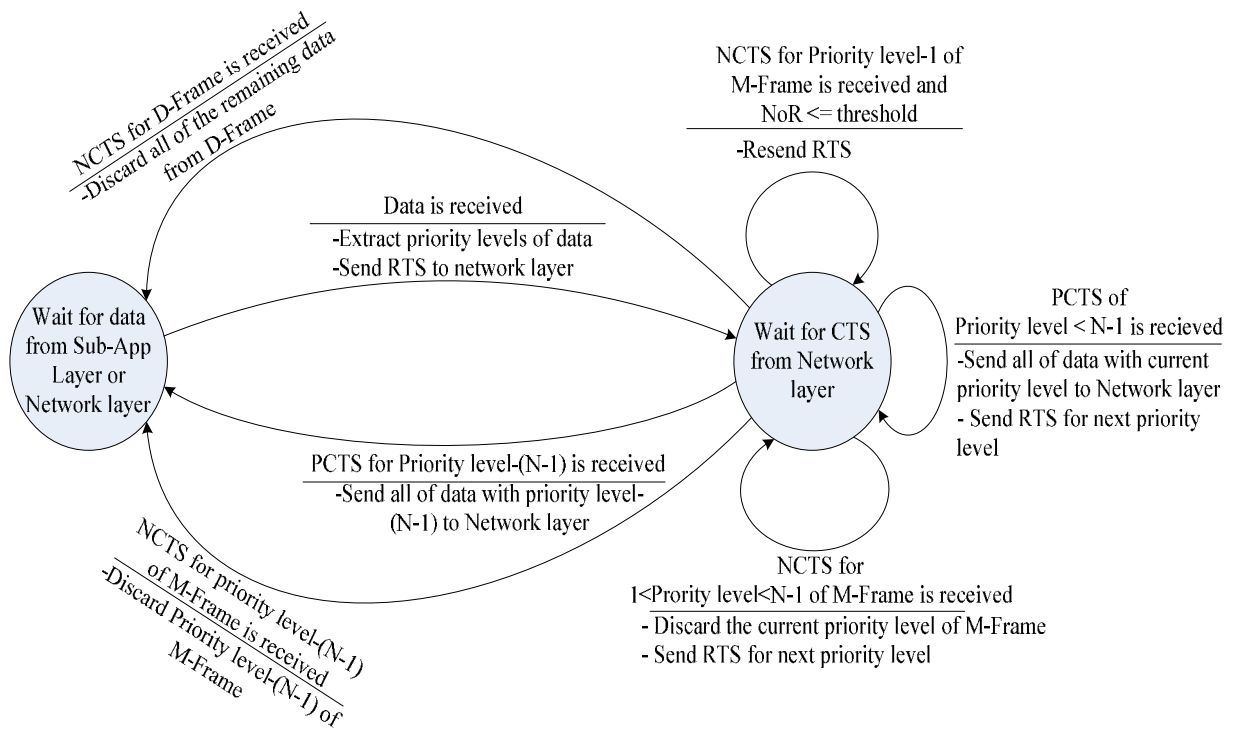 NCTS for D-Frame is received
-Discard all of the remaining data
from D-Frame
NCTS for Priority level-1 of
M-Frame is received and
NoR <= threshold
-Resend RTS
Data is received
-Extract priority levels of data
-Send RTS to network layer
Wait for data
from Sub-App
Layer or
Network layer
Wait for CTS
from Network
layer
PCTS of
Priority level < N-1 is recieved
-Send all of data with current
priority level to Network layer
- Send RTS for next priority
level
PCTS for Priority level-(N-1) is received
-Send all of data with priority level-
(N-1) to Network layer
NCTS for priority level-(N-1)
of M-Frame is received
-Discard Priority level-(N-1) of
M-Frame
NCTS for
1<Prority level<N-1 of M-Frame is received
- Discard the current priority level of M-Frame
- Send RTS for next priority level